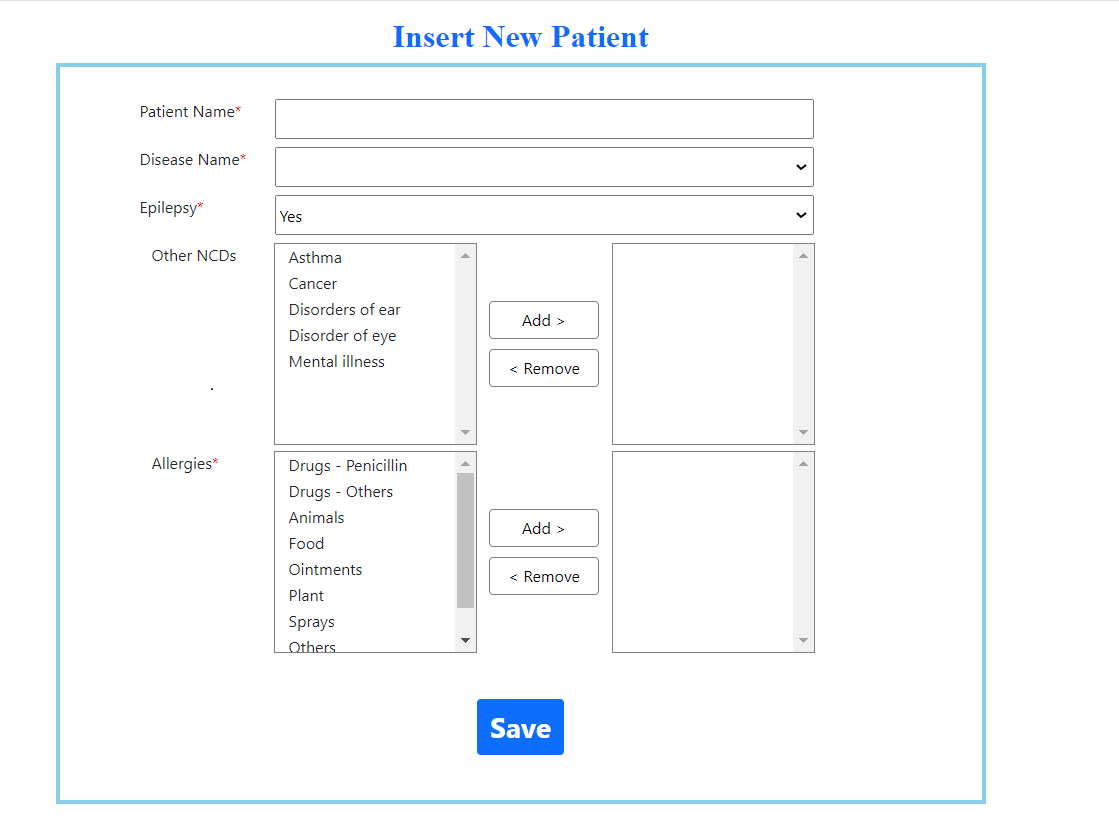 Insert New Patient
Patient Name*
Disease Name*
Epilepsy*
Yes
Other NCDs
Asthma
Cancer
Disorders of ear
Disorder of eye
Mental illness
Add >
< Remove
.
Allergies*
Drugs - Penicillin
Drugs - Others
Animals
Food
Ointments
Plant
Sprays
Others
Add >
< Remove
Save